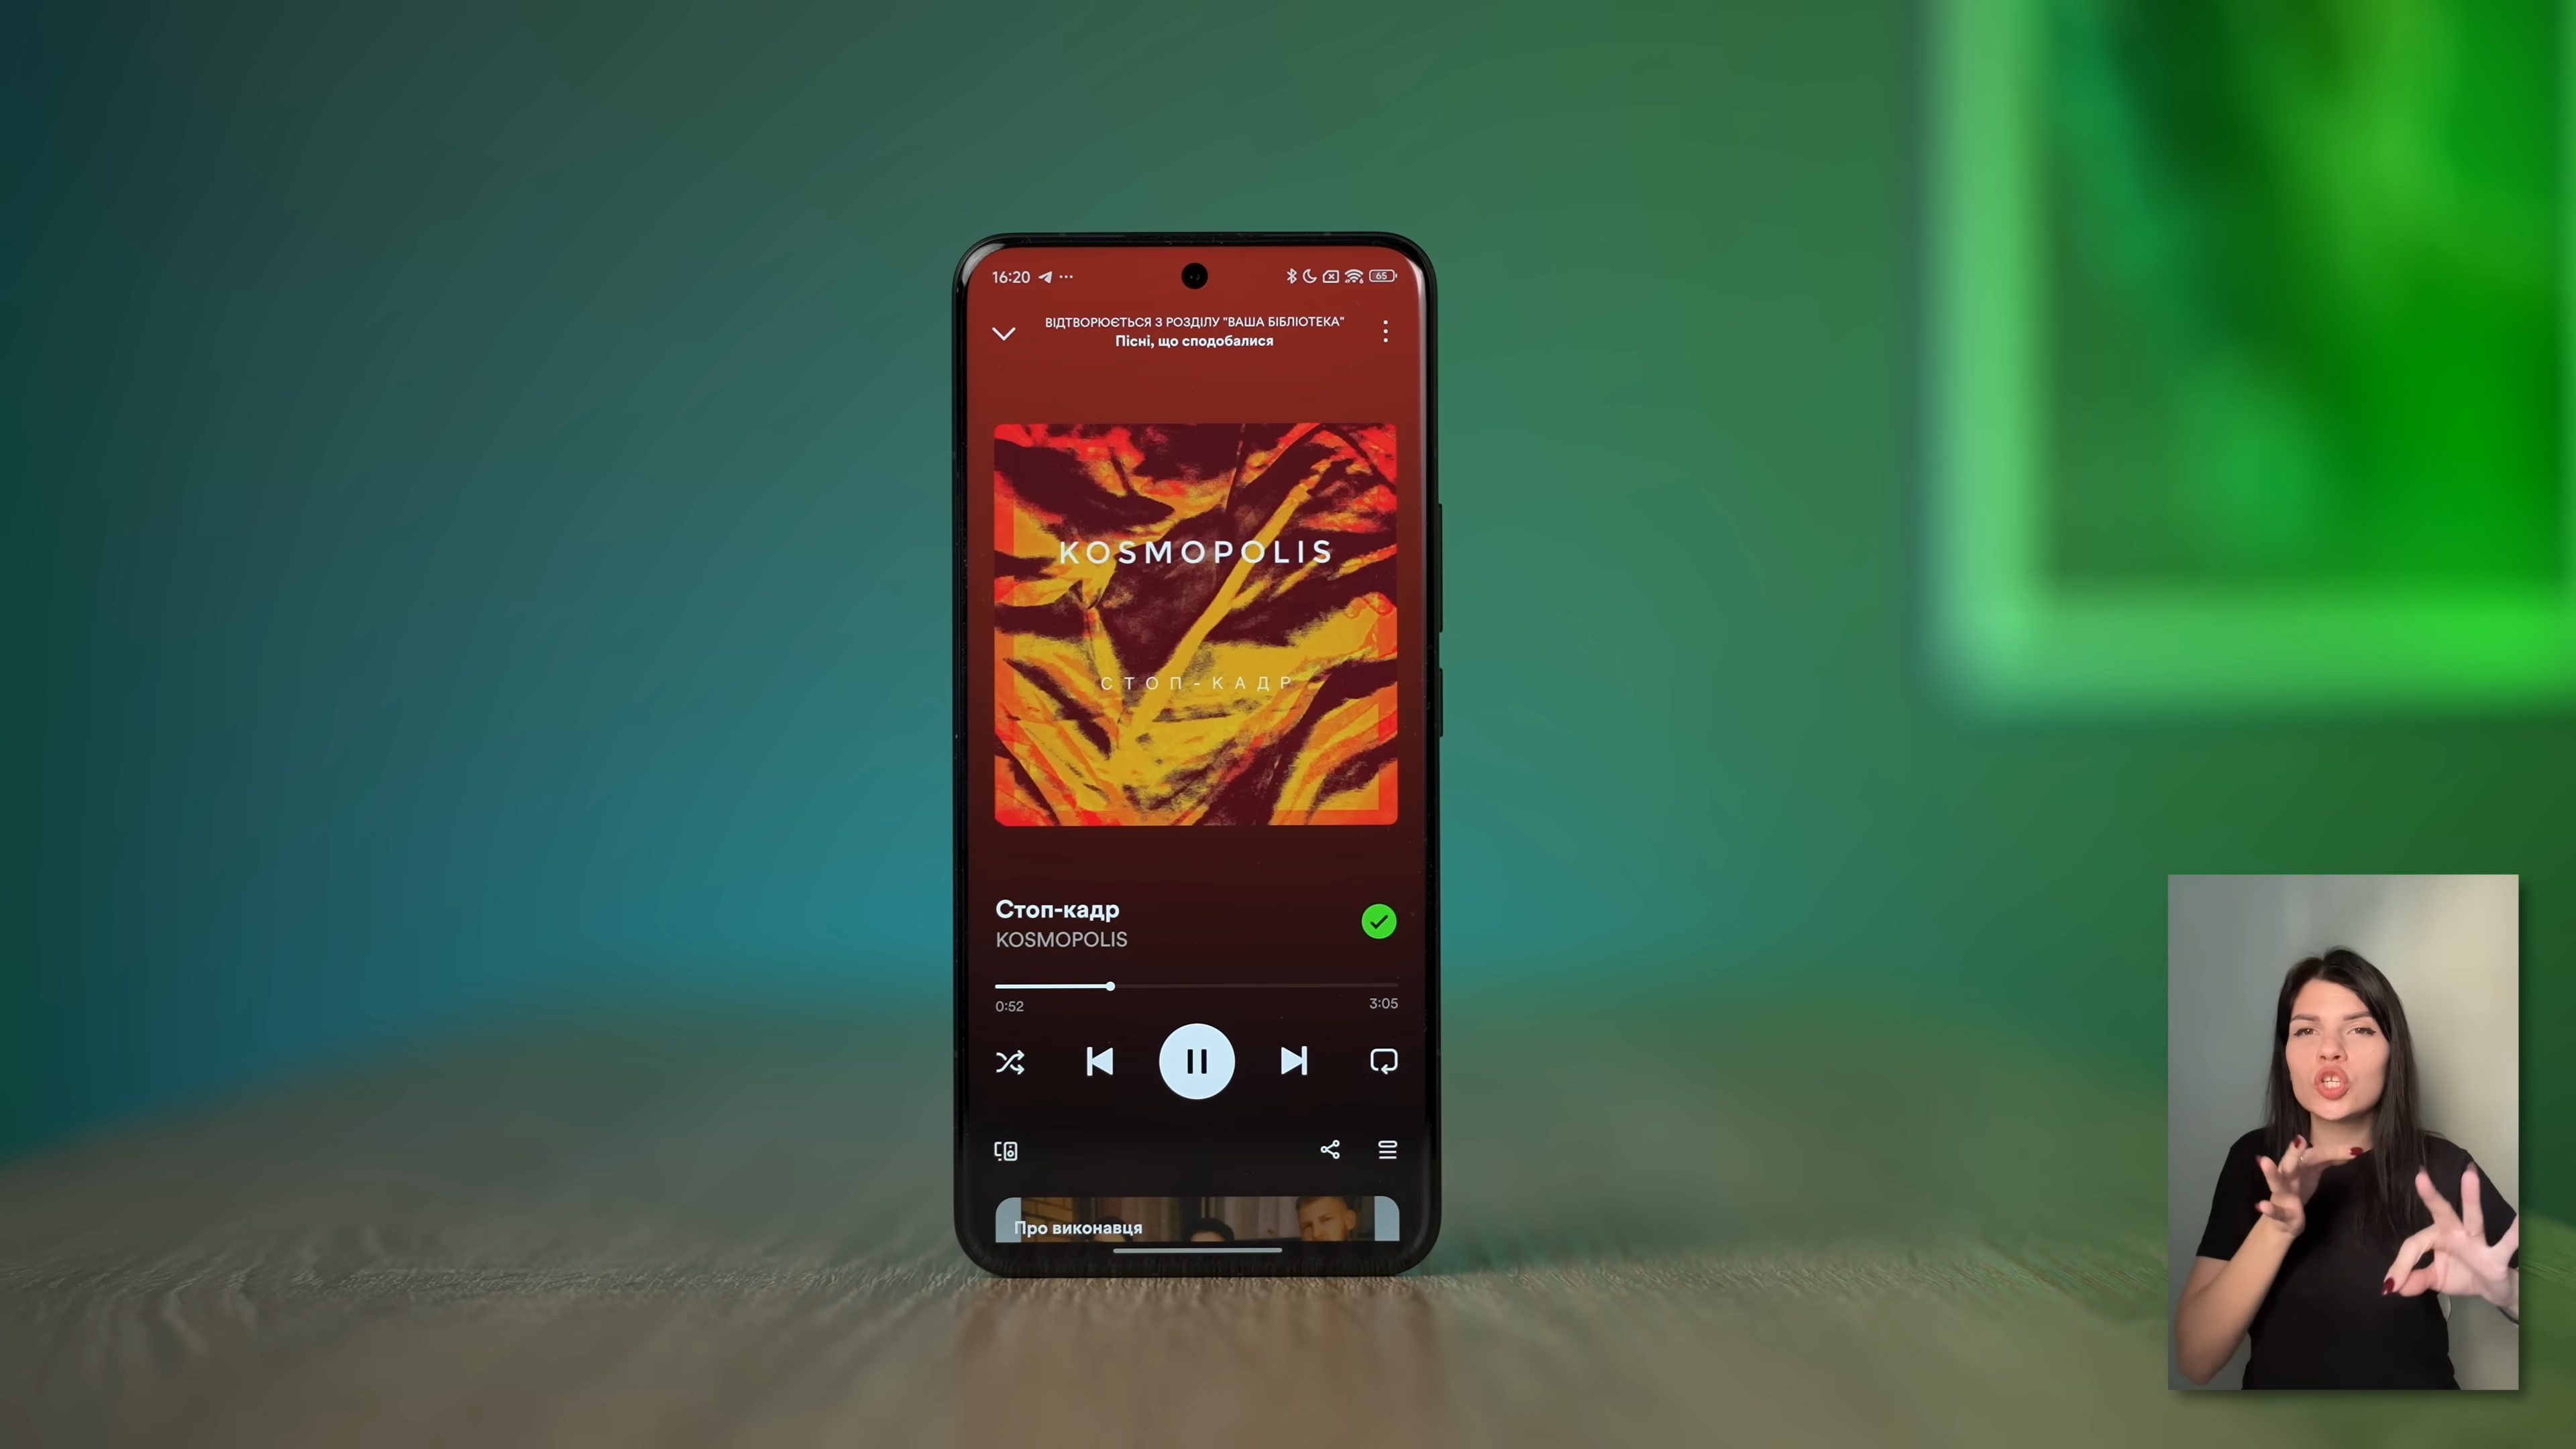 16:20
65
ВІДТВОРЮЄТЬСЯ З РОЗДІЛУ "ВАША БІБЛІОТЕКА"
Пісні, що сподобалися
KOSMOPOLIS
СТОП-КАДР
Стоп-кадр
KOSMOPOLIS
0:52
3:05
Про виконавця